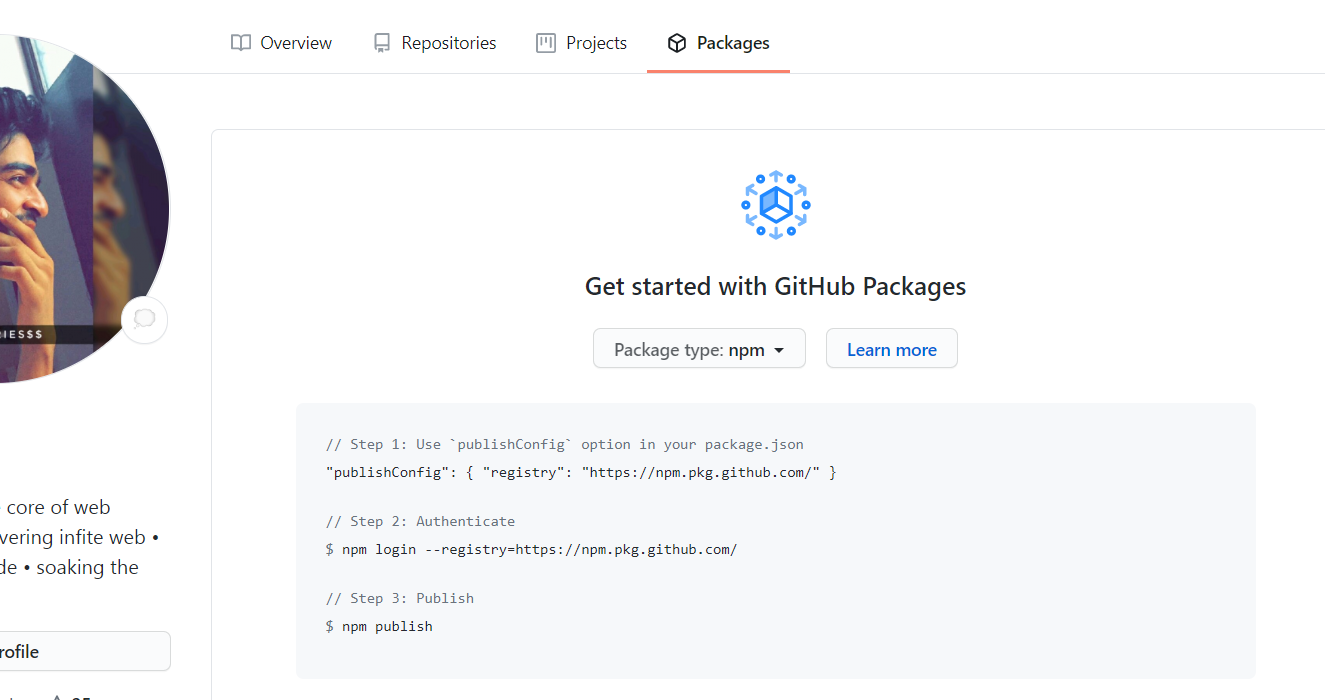 Overview Repositories Projects Packages
Get started with GitHub Packages
Package type: npm
Learn more
// Step 1: Use `publishConfig` option in your package.json
"publishConfig": { "registry": "https://npm.pkg.github.com/" }
// Step 2: Authenticate
$ npm login --registry=https://npm.pkg.github.com/
// Step 3: Publish
$ npm publish
IES$$
core of web
vering infite web •
de • soaking the
rofile